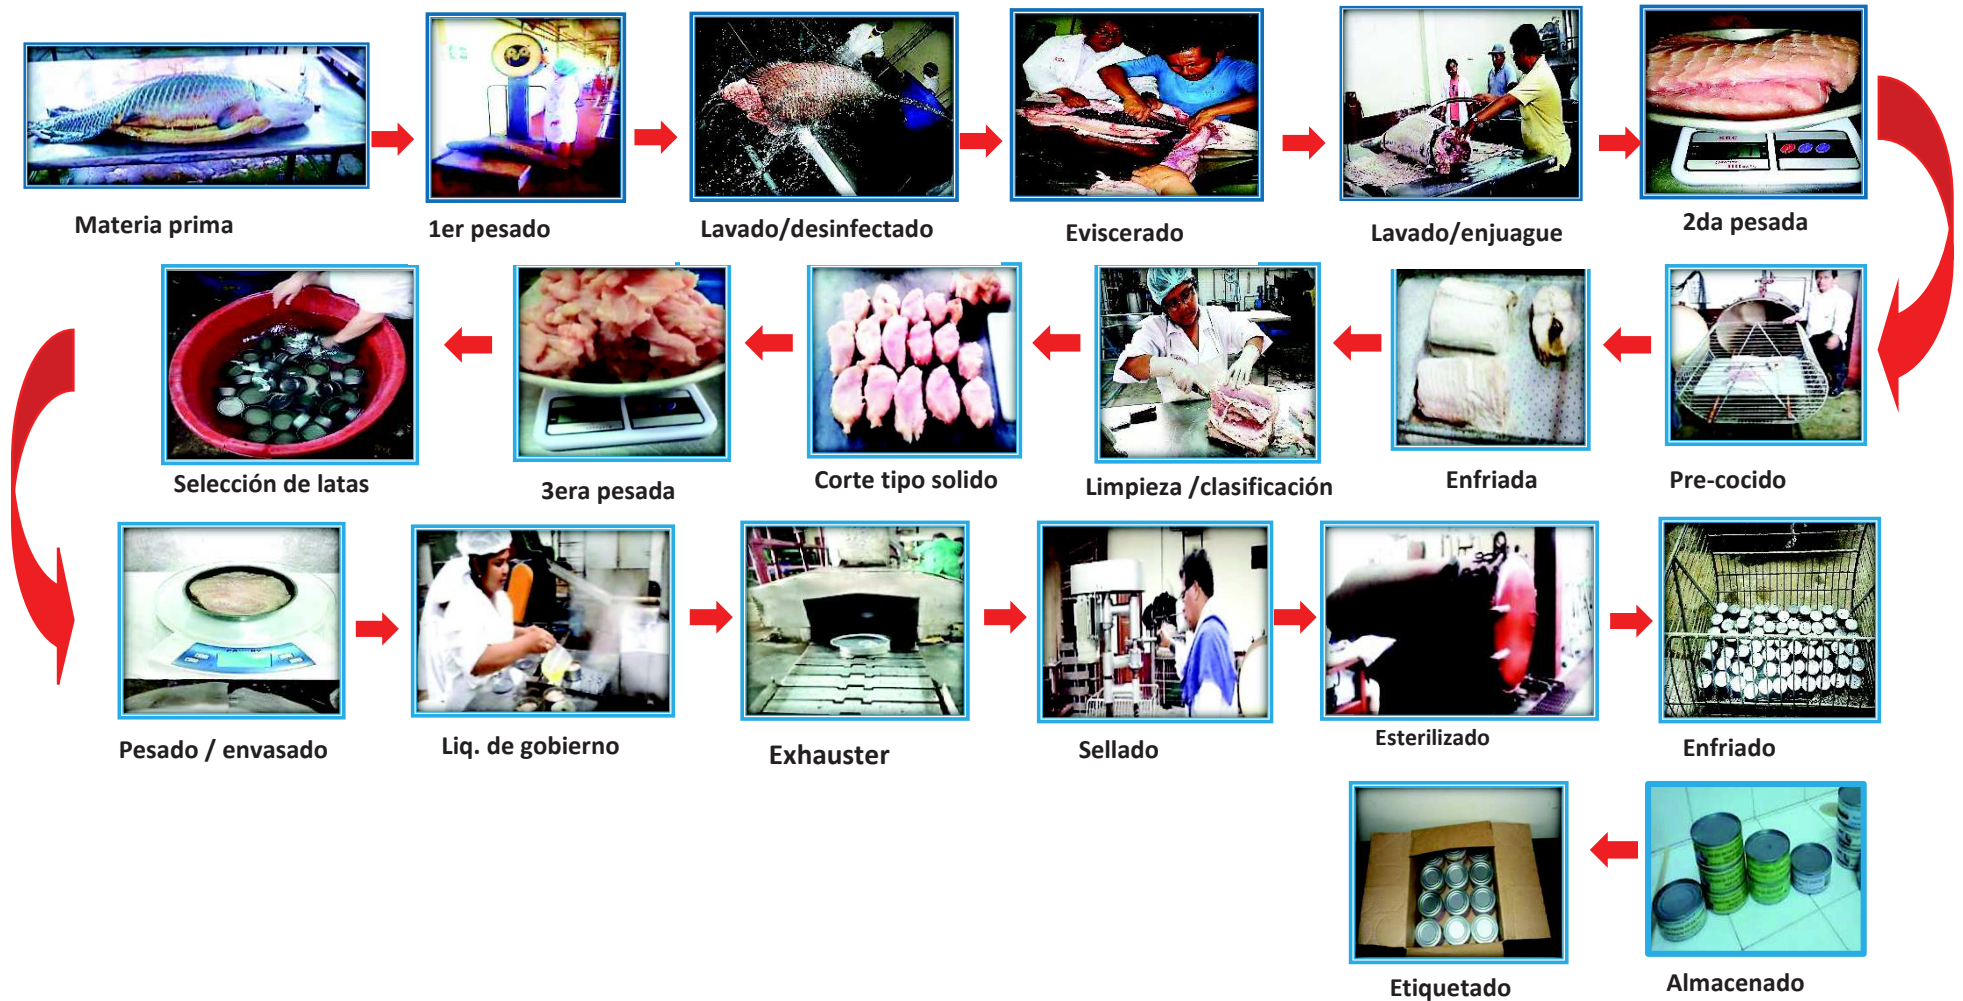 Materia prima
1er pesado
Lavado/desinfectado
Eviscerado
Lavado/enjuague
2da pesada
Pre-cocido
Enfriada
Limpieza /clasificación
Corte tipo solido
3era pesada
Selección de latas
Pesado / envasado
Liq. de gobierno
Exhauster
Sellado
Esterilizado
Enfriado
Almacenado
Etiquetado